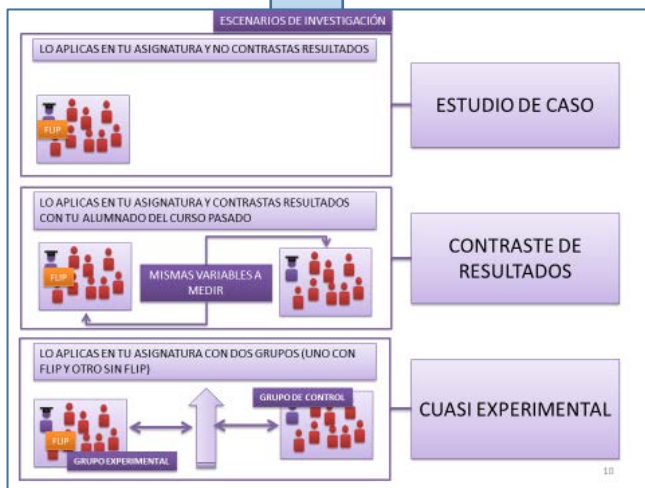 ESCENARIOS DE INVESTIGACIÓN
LO APLICAS EN TU ASIGNATURA Y NO CONTRASTAS RESULTADOS
FLIP
ESTUDIO DE CASO
LO APLICAS EN TU ASIGNATURA Y CONTRASTAS RESULTADOS
CON TU ALUMNADO DEL CURSO PASADO
FLIP
MISMAS VARIABLES A
MEDIR
CONTRASTE DE
RESULTADOS
LO APLICAS EN TU ASIGNATURA CON DOS GRUPOS (UNO CON
FLIP Y OTRO SIN FLIP)
GRUPO DE CONTROL
FLIP
GRUPO EXPERIMENTAL
CUASI EXPERIMENTAL
10